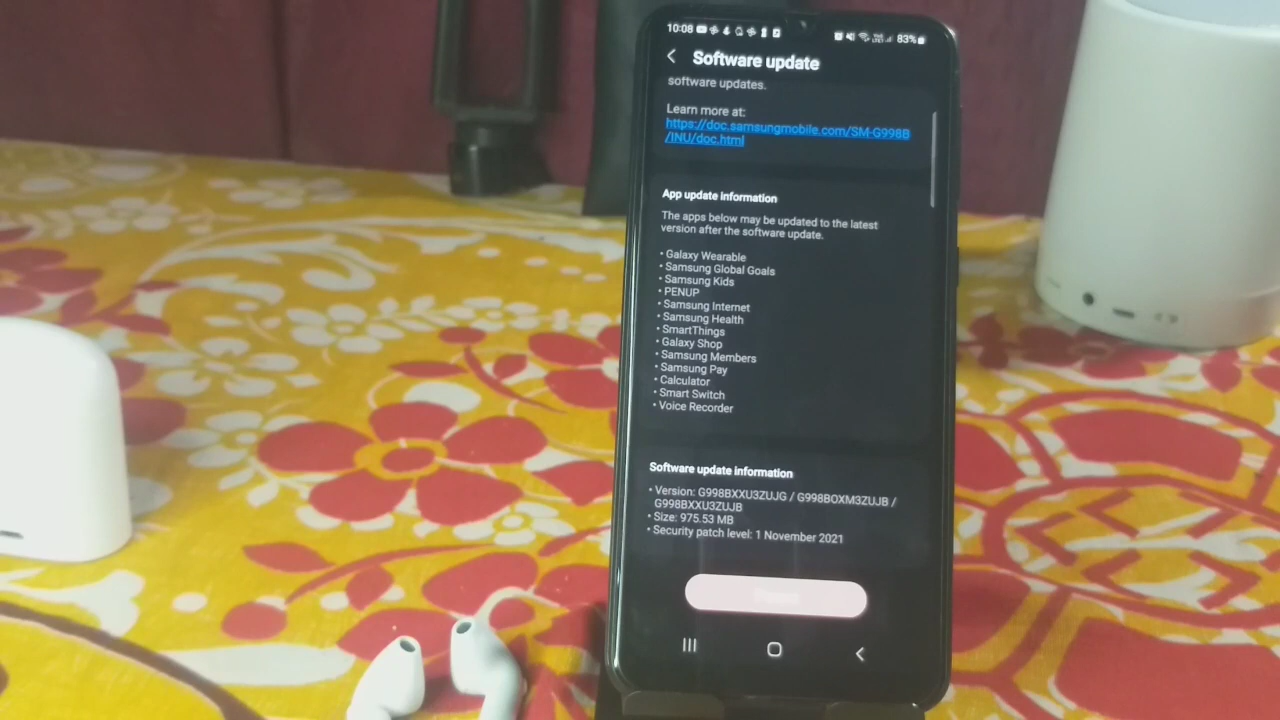 10:08
83%
Software update
software updates.
Learn more at:
https://doc.samsungmobile.com/SM-G998B
/INU/doc.html
App update information
The apps below may be updated to the latest
version after the software update.
• Galaxy Wearable
• Samsung Global Goals
• Samsung Kids
• PENUP
• Samsung Internet
• Samsung Health
• SmartThings
• Galaxy Shop
• Samsung Members
• Samsung Pay
• Calculator
• Smart Switch
• Voice Recorder
Software update information
• Version: G998BXXU3ZUJG / G998BOXM3ZUJB /
G998BXXU3ZUJB
• Size: 975.53 MB
• Security patch level: 1 November 2021